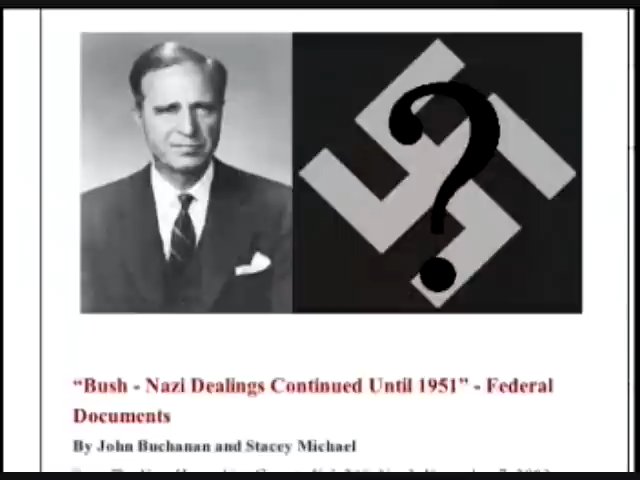 ?
“Bush - Nazi Dealings Continued Until 1951” - Federal
Documents
By John Buchanan and Stacey Michael